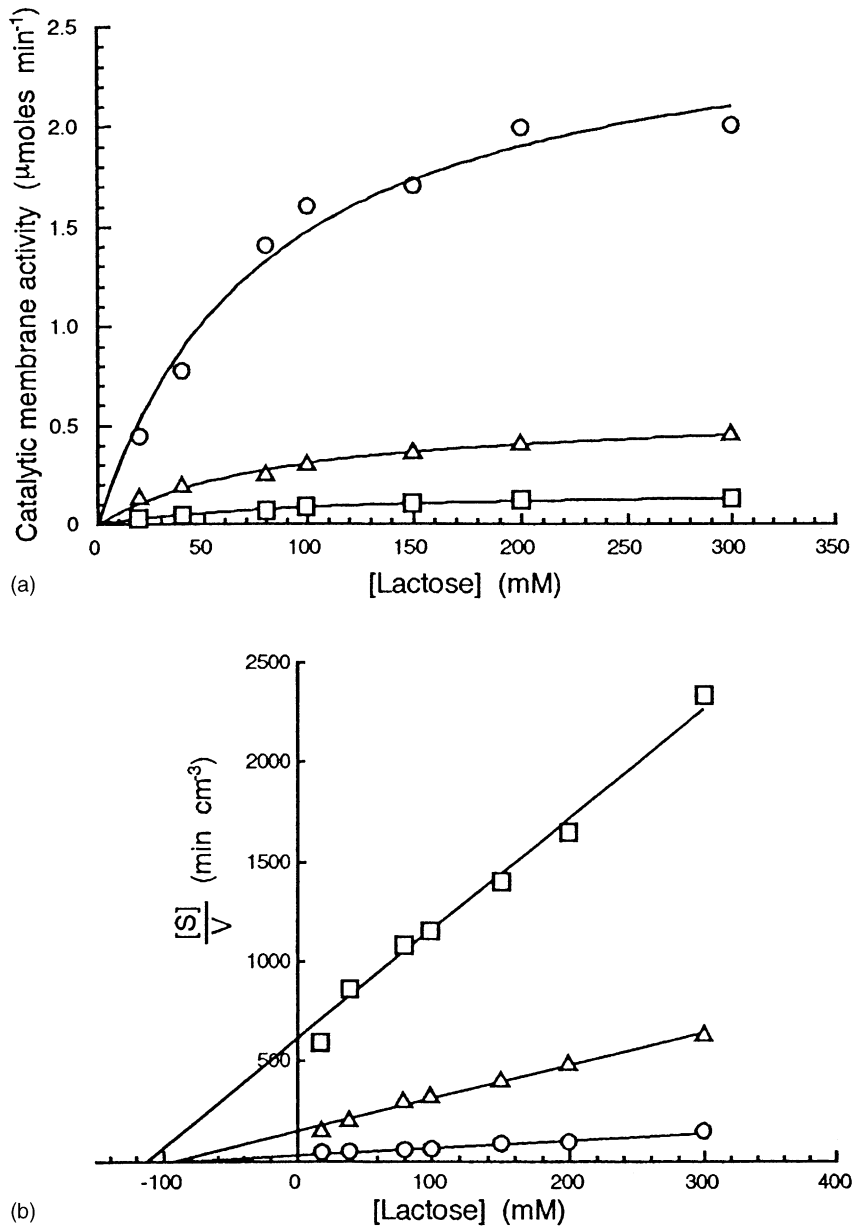 2.5
2.0
1.5
1.0
0.5
0
Catalytic membrane activity (μmoles min-1)
0 50 100 150 200 250 300 350
(a) [Lactose] (mM)
2500
2000
1500
1000
500
[S]
V
(min cm-3)
-100 0 100 200 300 400
(b) [Lactose] (mM)